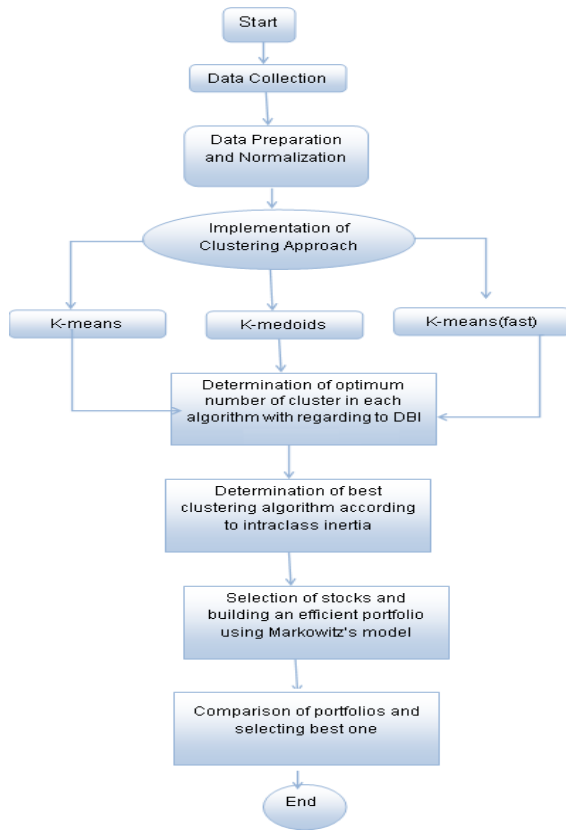 Start
Data Collection
Data Preparation
and Normalization
Implementation of
Clustering Approach
K-means
K-medoids
K-means(fast)
Determination of optimum
number of cluster in each
algorithm with regarding to DBI
Determination of best
clustering algorithm according
to intraclass inertia
Selection of stocks and
building an efficient portfolio
using Markowitz's model
Comparison of portfolios and
selecting best one
End